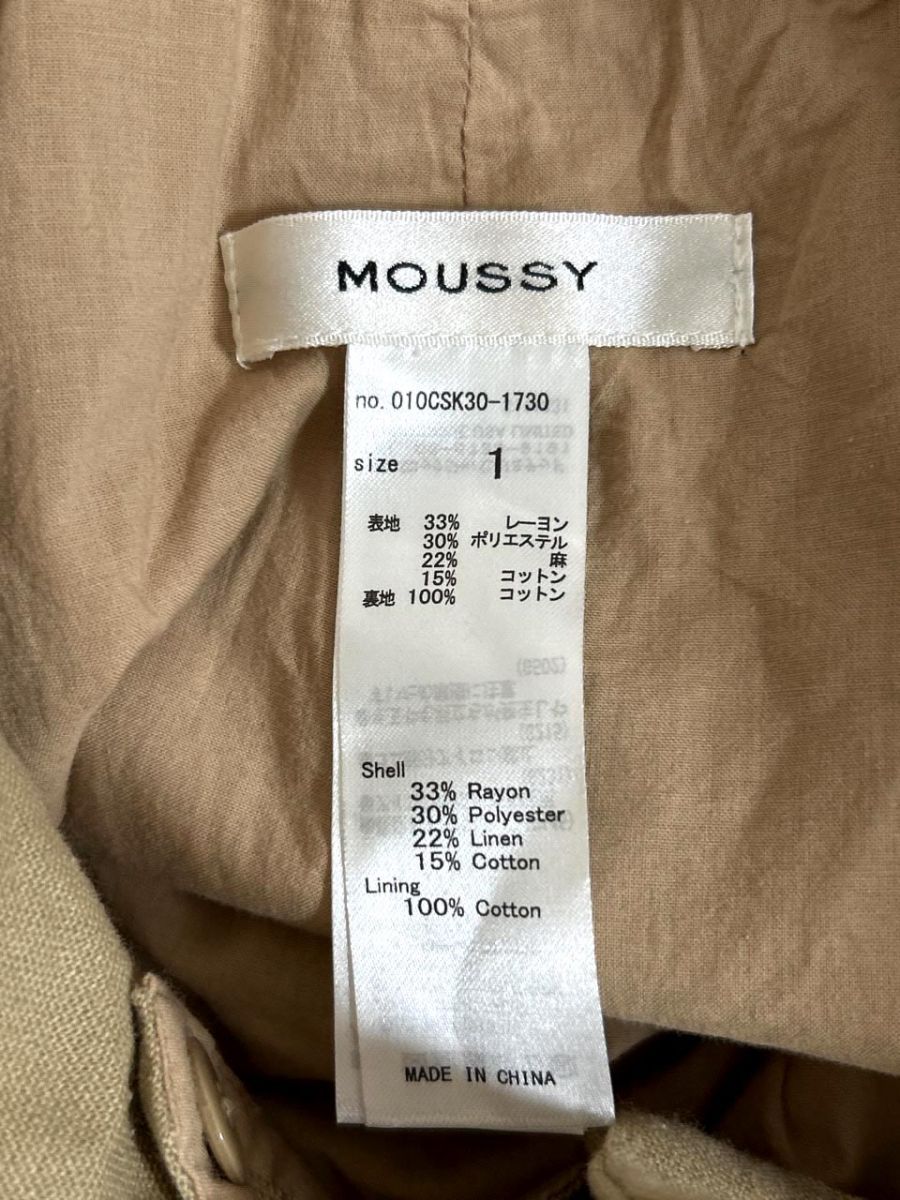 MOUSSY
no. 010CSK30-1730
size 1
表地 33% レーヨン
30% ポリエステル
22% 麻
15% コットン
裏地 100% コットン
Shell
33% Rayon
30% Polyester
22% Linen
15% Cotton
Lining
100% Cotton
MADE IN CHINA